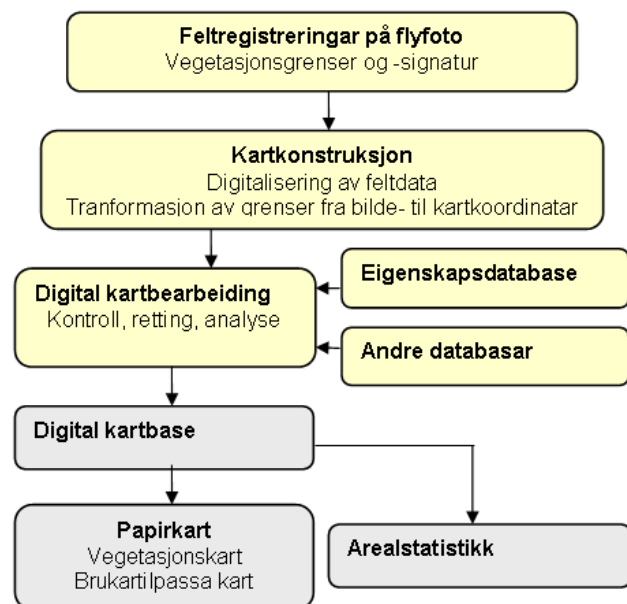 Feltregistreringar på flyfoto
Vegetasjonsgrenser og -signatur
Kartkonstruksjon
Digitalisering av feltdata
Tranformasjon av grenser fra bilde- til kartkoordinatar
Digital kartbearbeiding
Kontroll, retting, analyse
Eigenskapsdatabase
Andre databasar
Digital kartbase
Papirkart
Vegetasjonskart
Brukartilpassa kart
Arealstatistikk